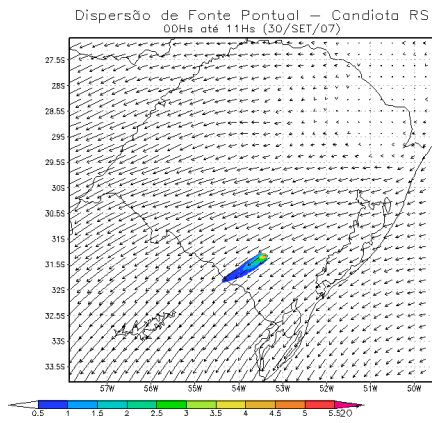 Dispersão de Fonte Pontual – Candiota RS
00Hs até 11Hs (30/SET/07)
27.5S
28S
28.5S
29S
29.5S
30S
30.5S
31S
31.5S
32S
32.5S
33S
33.5S
57W 56W 55W 54W 53W 52W 51W 50W
0.5 1 1.5 2 2.5 3 3.5 4 4.5 5 5.5 20